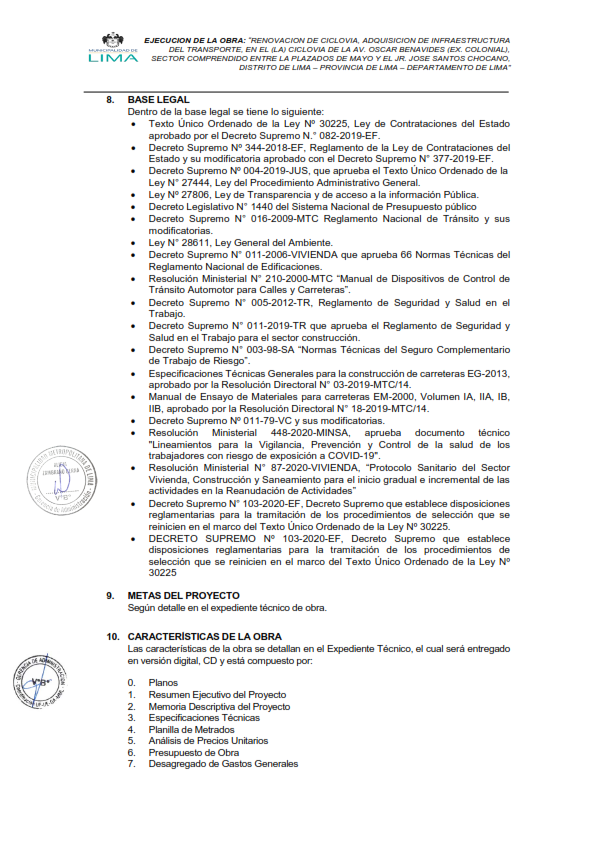 MUNICIPALIDAD DE
LIMA
EJECUCION DE LA OBRA: "RENOVACION DE CICLOVIA, ADQUISICION DE INFRAESTRUCTURA
DEL TRANSPORTE, EN EL (LA) CICLOVIA DE LA AV. OSCAR BENAVIDES (EX. COLONIAL),
SECTOR COMPRENDIDO ENTRE LA PLAZADOS DE MAYO Y EL JR. JOSE SANTOS CHOCANO,
DISTRITO DE LIMA – PROVINCIA DE LIMA – DEPARTAMENTO DE LIMA"
8. BASE LEGAL
Dentro de la base legal se tiene lo siguiente:
• Texto Único Ordenado de la Ley Nº 30225, Ley de Contrataciones del Estado
aprobado por el Decreto Supremo N.° 082-2019-EF.
• Decreto Supremo Nº 344-2018-EF, Reglamento de la Ley de Contrataciones del
Estado y su modificatoria aprobado con el Decreto Supremo N° 377-2019-EF.
• Decreto Supremo Nº 004-2019-JUS, que aprueba el Texto Único Ordenado de la
Ley N° 27444, Ley del Procedimiento Administrativo General.
• Ley Nº 27806, Ley de Transparencia y de acceso a la información Pública.
• Decreto Legislativo N° 1440 del Sistema Nacional de Presupuesto público
• Decreto Supremo N° 016-2009-MTC Reglamento Nacional de Tránsito y sus
modificatorias.
• Ley N° 28611, Ley General del Ambiente.
• Decreto Supremo N° 011-2006-VIVIENDA que aprueba 66 Normas Técnicas del
Reglamento Nacional de Edificaciones.
• Resolución Ministerial N° 210-2000-MTC “Manual de Dispositivos de Control de
Tránsito Automotor para Calles y Carreteras”.
• Decreto Supremo N° 005-2012-TR, Reglamento de Seguridad y Salud en el
Trabajo.
• Decreto Supremo N° 011-2019-TR que aprueba el Reglamento de Seguridad y
Salud en el Trabajo para el sector construcción.
• Decreto Supremo N° 003-98-SA “Normas Técnicas del Seguro Complementario
de Trabajo de Riesgo”.
• Especificaciones Técnicas Generales para la construcción de carreteras EG-2013,
aprobado por la Resolución Directoral N° 03-2019-MTC/14.
• Manual de Ensayo de Materiales para carreteras EM-2000, Volumen IA, IIA, IB,
IIB, aprobado por la Resolución Directoral N° 18-2019-MTC/14.
• Decreto Supremo Nº 011-79-VC y sus modificatorias.
• Resolución Ministerial 448-2020-MINSA, aprueba documento técnico
"Lineamientos para la Vigilancia, Prevención y Control de la salud de los
trabajadores con riesgo de exposición a COVID-19".
• Resolución Ministerial N° 87-2020-VIVIENDA, “Protocolo Sanitario del Sector
Vivienda, Construcción y Saneamiento para el inicio gradual e incremental de las
actividades en la Reanudación de Actividades”
• Decreto Supremo N° 103-2020-EF, Decreto Supremo que establece disposiciones
reglamentarias para la tramitación de los procedimientos de selección que se
reinicien en el marco del Texto Único Ordenado de la Ley Nº 30225.
• DECRETO SUPREMO Nº 103-2020-EF, Decreto Supremo que establece
disposiciones reglamentarias para la tramitación de los procedimientos de
selección que se reinicien en el marco del Texto Único Ordenado de la Ley Nº
30225
9. METAS DEL PROYECTO
Según detalle en el expediente técnico de obra.
10. CARACTERÍSTICAS DE LA OBRA
Las características de la obra se detallan en el Expediente Técnico, el cual será entregado
en versión digital, CD y está compuesto por:
0. Planos
1. Resumen Ejecutivo del Proyecto
2. Memoria Descriptiva del Proyecto
3. Especificaciones Técnicas
4. Planilla de Metrados
5. Análisis de Precios Unitarios
6. Presupuesto de Obra
7. Desagregado de Gastos Generales
VºBº
GERENCIA DE ADMINISTRACIÓN
VºBº